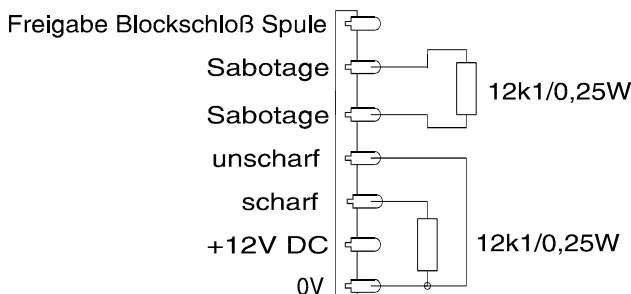 Freigabe Blockschloß Spule
Sabotage
12k1/0,25W
Sabotage
unscharf
scharf
+12V DC
12k1/0,25W
0V